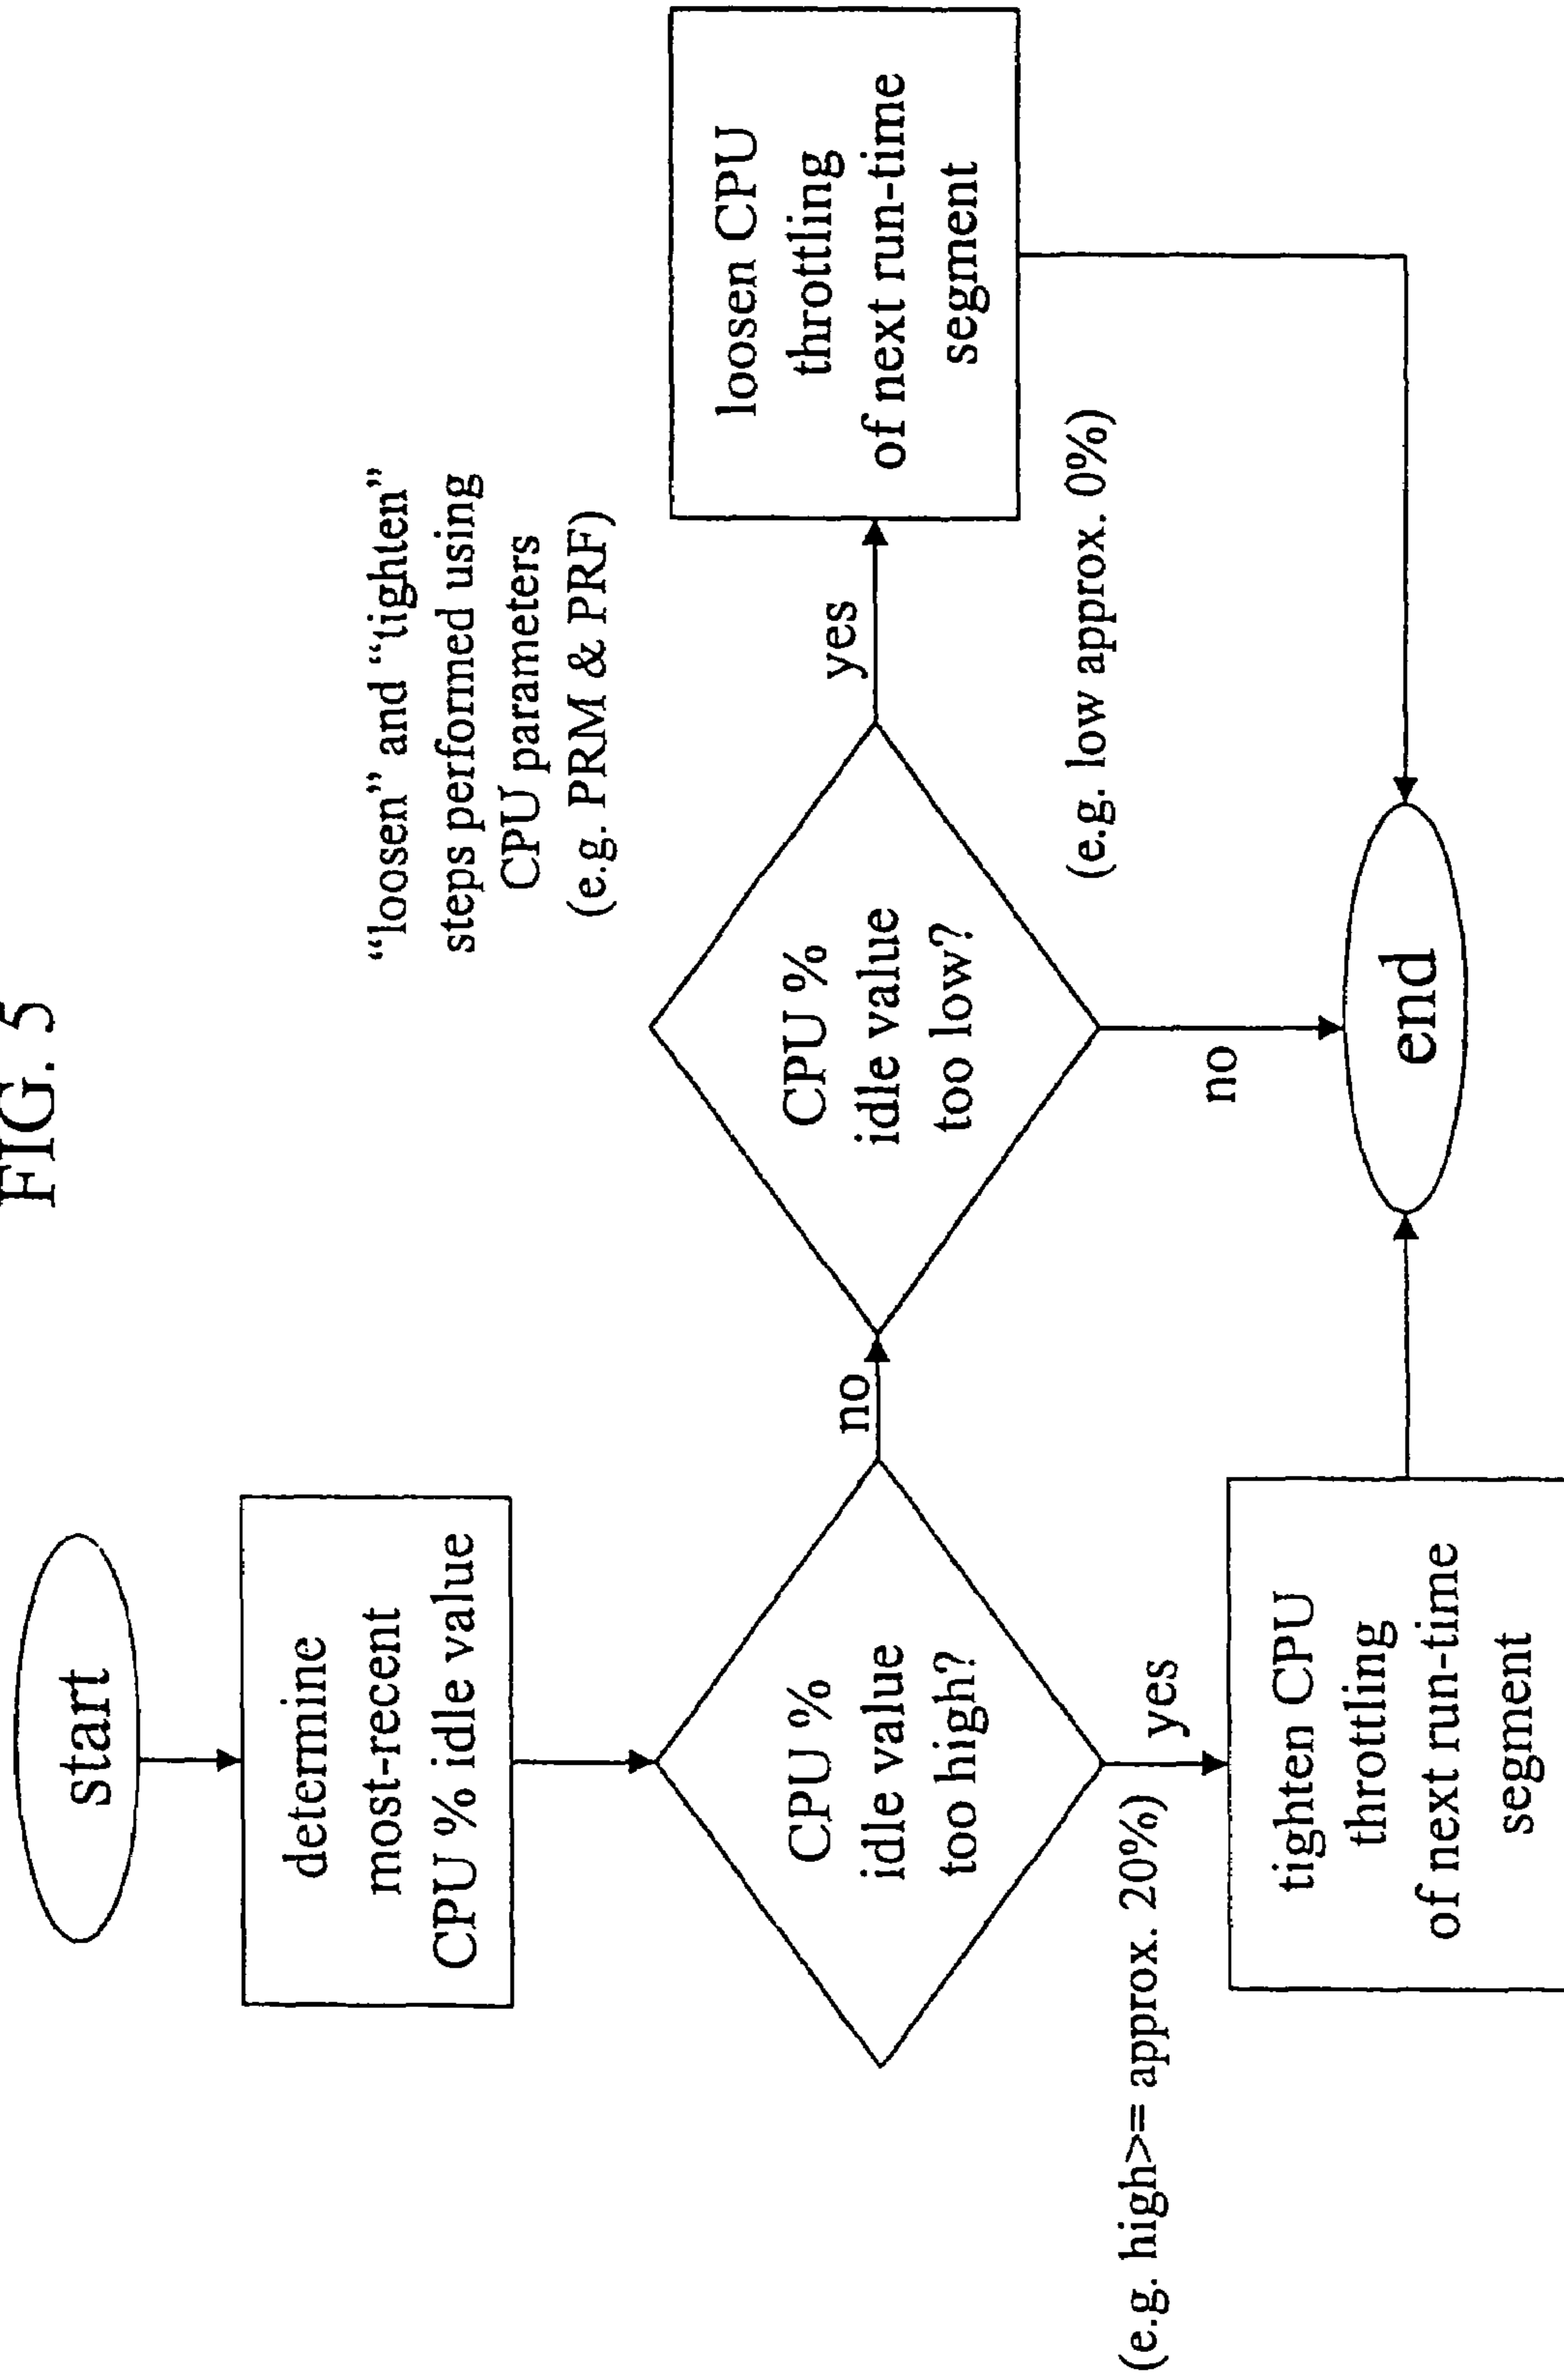 FIG. 5
start
determine
most-recent
CPU % idle value
CPU %
idle value
too high?
no
yes
(e.g. high>= approx. 20%)
tighten CPU
throttling
of next run-time
segment
"loosen" and "tighten"
steps performed using
CPU parameters
(e.g. PRM & PRF)
CPU %
idle value
too low?
yes
no
(e.g. low approx. 0%)
loosen CPU
throttling
of next run-time
segment
end